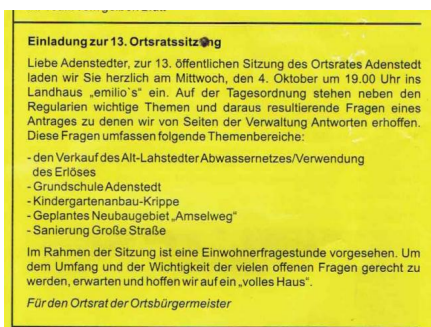 Einladung zur 13. Ortsratssitzung
Liebe Adenstedter, zur 13. öffentlichen Sitzung des Ortsrates Adenstedt
laden wir Sie herzlich am Mittwoch, den 4. Oktober um 19.00 Uhr ins
Landhaus „emilio`s“ ein. Auf der Tagesordnung stehen neben den
Regularien wichtige Themen und daraus resultierende Fragen eines
Antrages zu denen wir von Seiten der Verwaltung Antworten erhoffen.
Diese Fragen umfassen folgende Themenbereiche:
- den Verkauf des Alt-Lahstedter Abwassernetzes/Verwendung
des Erlöses
- Grundschule Adenstedt
- Kindergartenanbau-Krippe
- Geplantes Neubaugebiet „Amselweg“
- Sanierung Große Straße
Im Rahmen der Sitzung ist eine Einwohnerfragestunde vorgesehen. Um
dem Umfang und der Wichtigkeit der vielen offenen Fragen gerecht zu
werden, erwarten und hoffen wir auf ein „volles Haus“.
Für den Ortsrat der Ortsbürgermeister